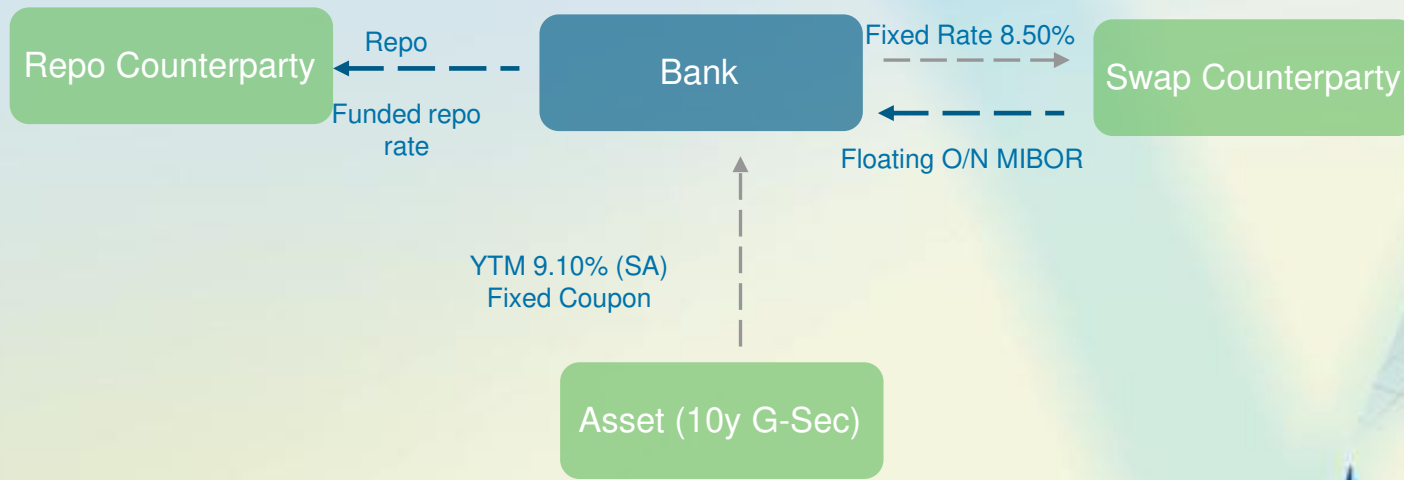 Repo Counterparty
Repo
Funded repo
rate
Bank
Fixed Rate 8.50%
Floating O/N MIBOR
Swap Counterparty
YTM 9.10% (SA)
Fixed Coupon
Asset (10y G-Sec)